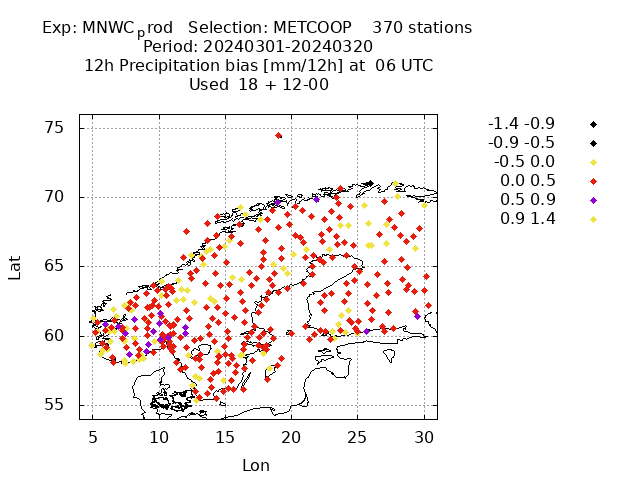 Exp: MNWCprod   Selection: METCOOP    370 stations
Period: 20240301-20240320
12h Precipitation bias [mm/12h] at  06 UTC
Used  18 + 12-00
-1.4 -0.9
-0.9 -0.5
-0.5 0.0
0.0 0.5
0.5 0.9
0.9 1.4
75
70
65
60
55
Lat
5 10 15 20 25 30
Lon